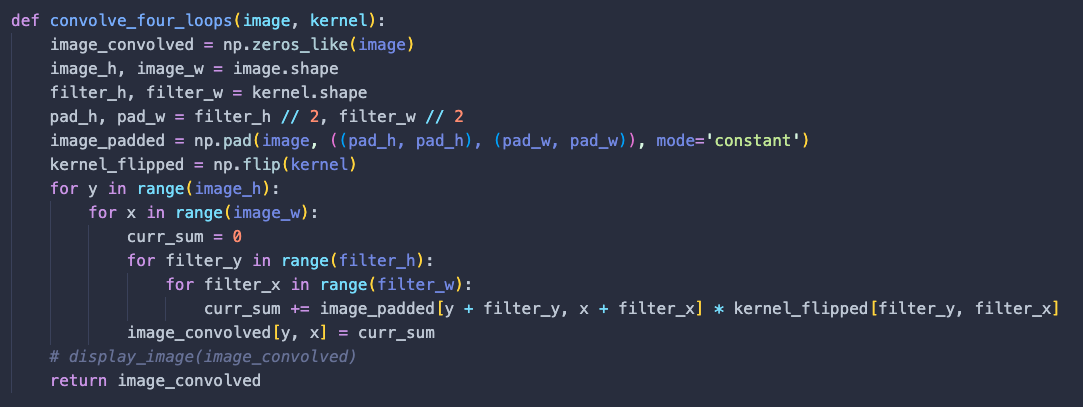 def convolve_four_loops(image, kernel):
    image_convolved = np.zeros_like(image)
    image_h, image_w = image.shape
    filter_h, filter_w = kernel.shape
    pad_h, pad_w = filter_h // 2, filter_w // 2
    image_padded = np.pad(image, ((pad_h, pad_h), (pad_w, pad_w)), mode='constant')
    kernel_flipped = np.flip(kernel)
    for y in range(image_h):
        for x in range(image_w):
            curr_sum = 0
            for filter_y in range(filter_h):
                for filter_x in range(filter_w):
                    curr_sum += image_padded[y + filter_y, x + filter_x] * kernel_flipped[filter_y, filter_x]
            image_convolved[y, x] = curr_sum
    # display_image(image_convolved)
    return image_convolved